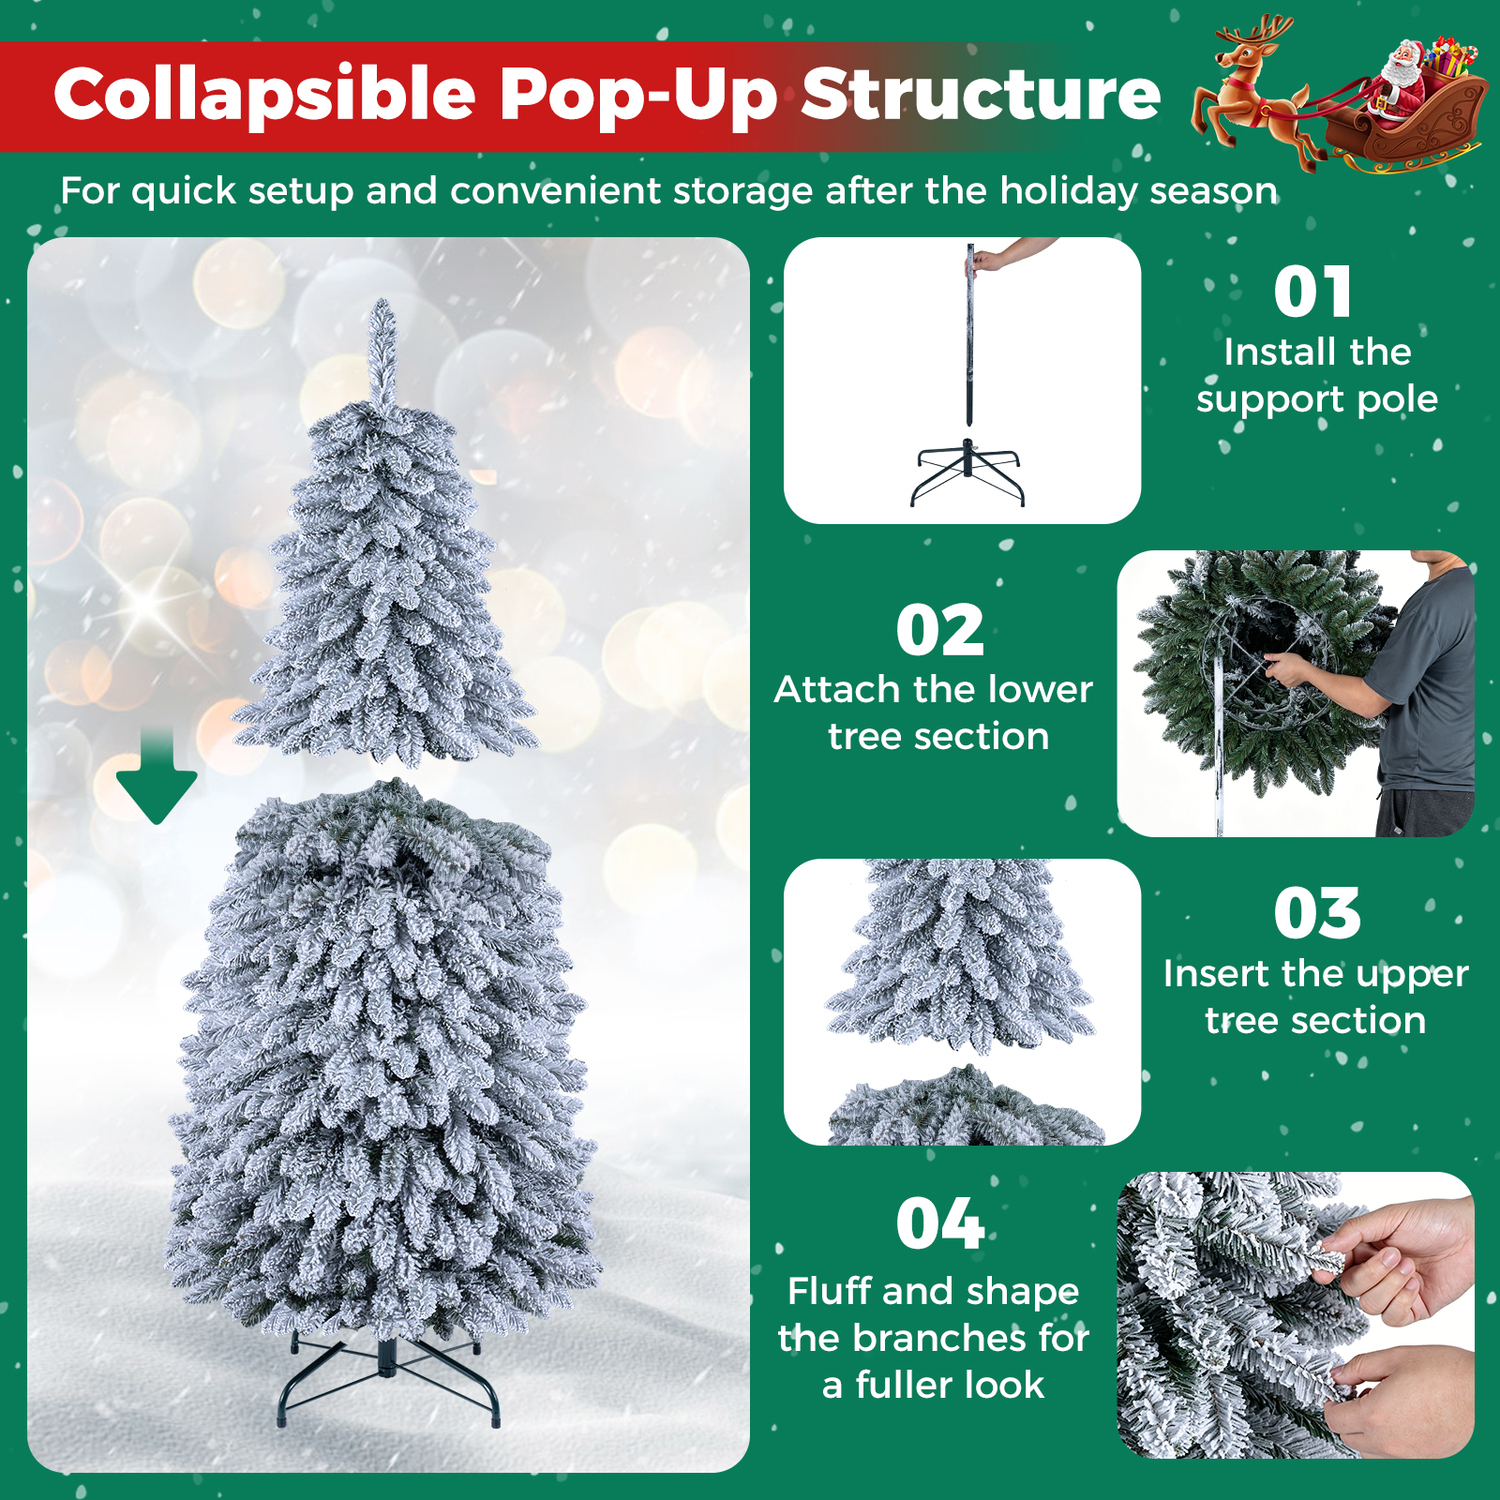 Collapsible Pop-Up Structure
For quick setup and convenient storage after the holiday season
01
Install the
support pole
02
Attach the lower
tree section
03
Insert the upper
tree section
04
Fluff and shape
the branches for
a fuller look